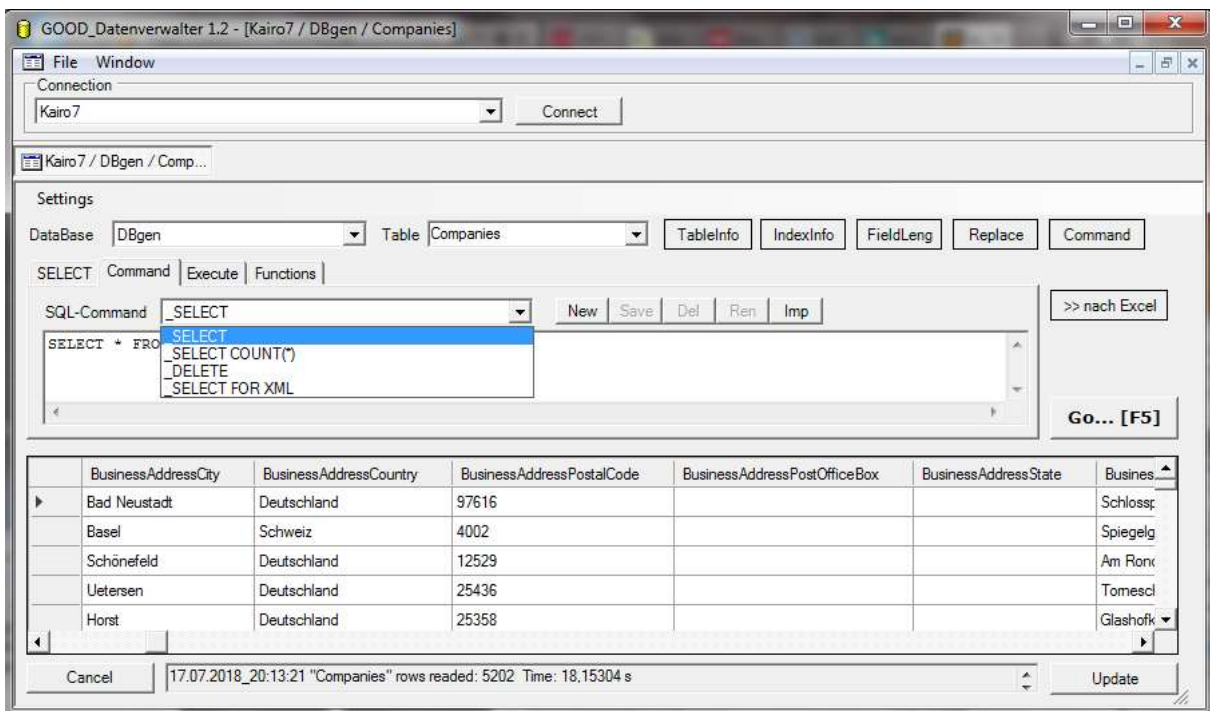 GOOD_Datenverwalter 1.2 - [Kairo7 / DBgen / Companies]
File Window
Connection
Kairo7 Connect
Kairo7 / DBgen / Comp...
Settings
DataBase DBgen Table Companies TableInfo IndexInfo FieldLeng Replace Command
SELECT Command Execute Functions
SQL-Command _SELECT New Save Del Ren Imp >> nach Excel
SELECT * FRO
_SELECT
_SELECT COUNT(*)
_DELETE
_SELECT FOR XML
Go... [F5]
BusinessAddressCity BusinessAddressCountry BusinessAddressPostalCode BusinessAddressPostOfficeBox BusinessAddressState Busines
Bad Neustadt Deutschland 97616 Schlossp
Basel Schweiz 4002 Spiegelg
Schönefeld Deutschland 12529 Am Rond
Uetersen Deutschland 25436 Tornescl
Horst Deutschland 25358 Glashofk
Cancel 17.07.2018_20:13:21 "Companies" rows readed: 5202 Time: 18,15304 s Update